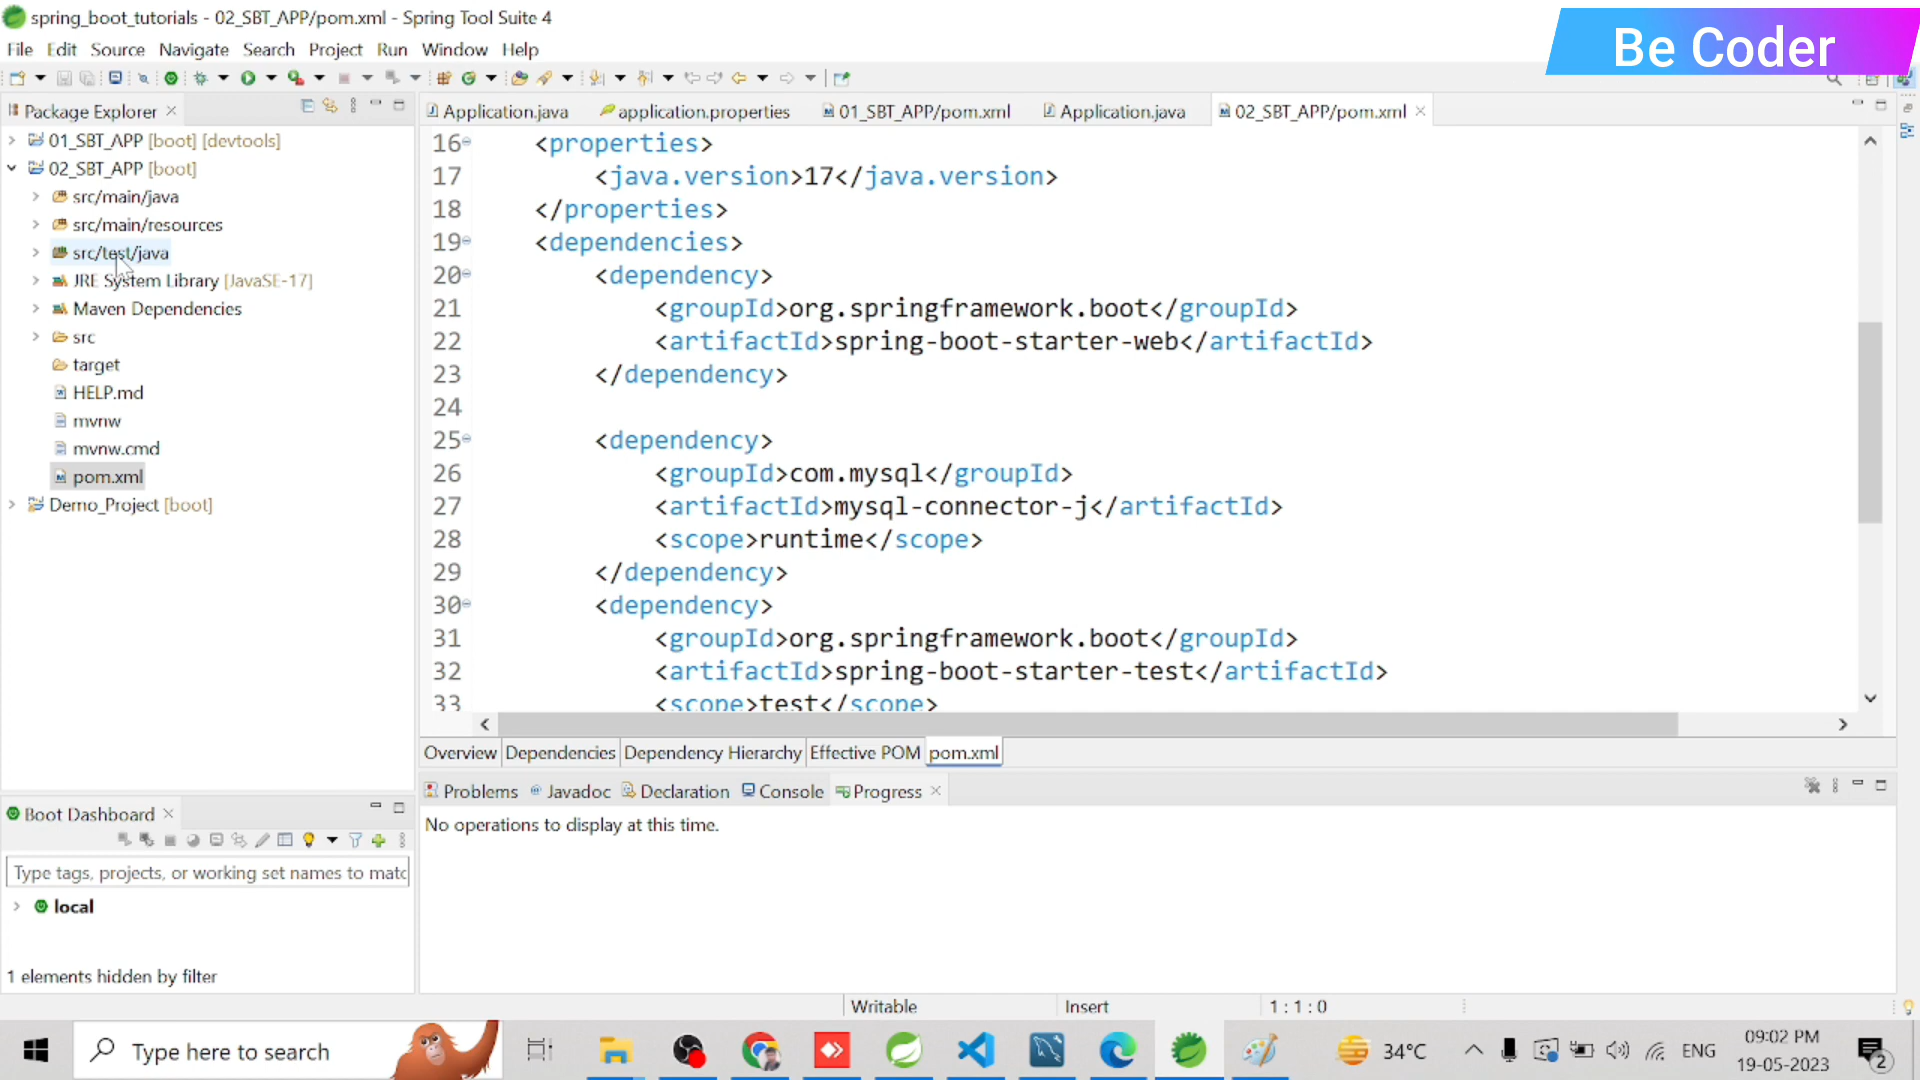 spring_boot_tutorials - 02_SBT_APP/pom.xml - Spring Tool Suite 4
Be Coder
File Edit Source Navigate Search Project Run Window Help
Package Explorer
Application.java application.properties 01_SBT_APP/pom.xml Application.java 02_SBT_APP/pom.xml
01_SBT_APP [boot] [devtools]
02_SBT_APP [boot]
src/main/java
src/main/resources
src/test/java
JRE System Library [JavaSE-17]
Maven Dependencies
src
target
HELP.md
mvnw
mvnw.cmd
pom.xml
Demo_Project [boot]
16 <properties>
17 <java.version>17</java.version>
18 </properties>
19 <dependencies>
20 <dependency>
21 <groupId>org.springframework.boot</groupId>
22 <artifactId>spring-boot-starter-web</artifactId>
23 </dependency>
24
25 <dependency>
26 <groupId>com.mysql</groupId>
27 <artifactId>mysql-connector-j</artifactId>
28 <scope>runtime</scope>
29 </dependency>
30 <dependency>
31 <groupId>org.springframework.boot</groupId>
32 <artifactId>spring-boot-starter-test</artifactId>
33 <scope>test</scope>
Overview Dependencies Dependency Hierarchy Effective POM pom.xml
Problems Javadoc Declaration Console Progress
No operations to display at this time.
Boot Dashboard
Type tags, projects, or working set names to matc
local
1 elements hidden by filter
Writable Insert 1 : 1 : 0
Type here to search
34°C
ENG
09:02 PM
19-05-2023
2